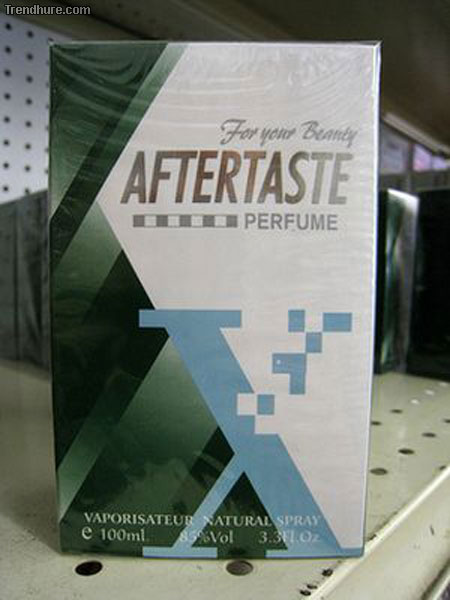 Trendhure.com
For your Beauty
AFTERTASTE
PERFUME
X
VAPORISATEUR NATURAL SPRAY
e 100ml. 85%Vol 3.3Fl.Oz